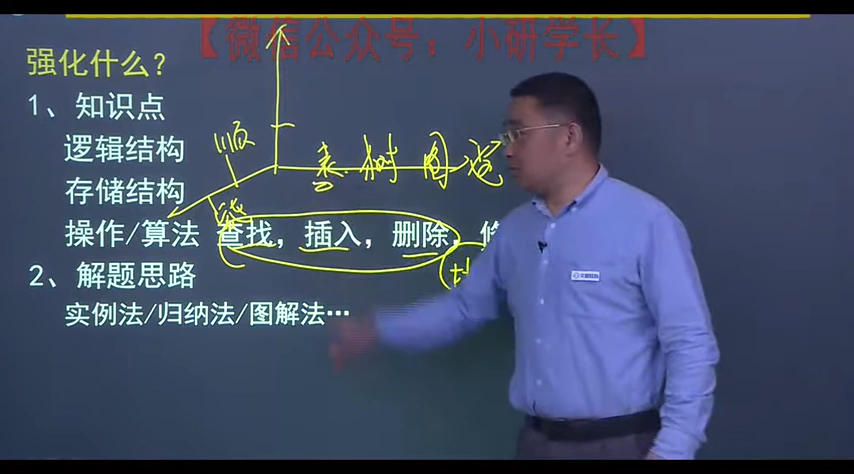 【微信公众号：小研学长】
强化什么？
1、知识点
逻辑结构
顺
表 树 图
存储结构
操作/算法 查找，插入，删除，修
2、解题思路
实例法/归纳法/图解法…